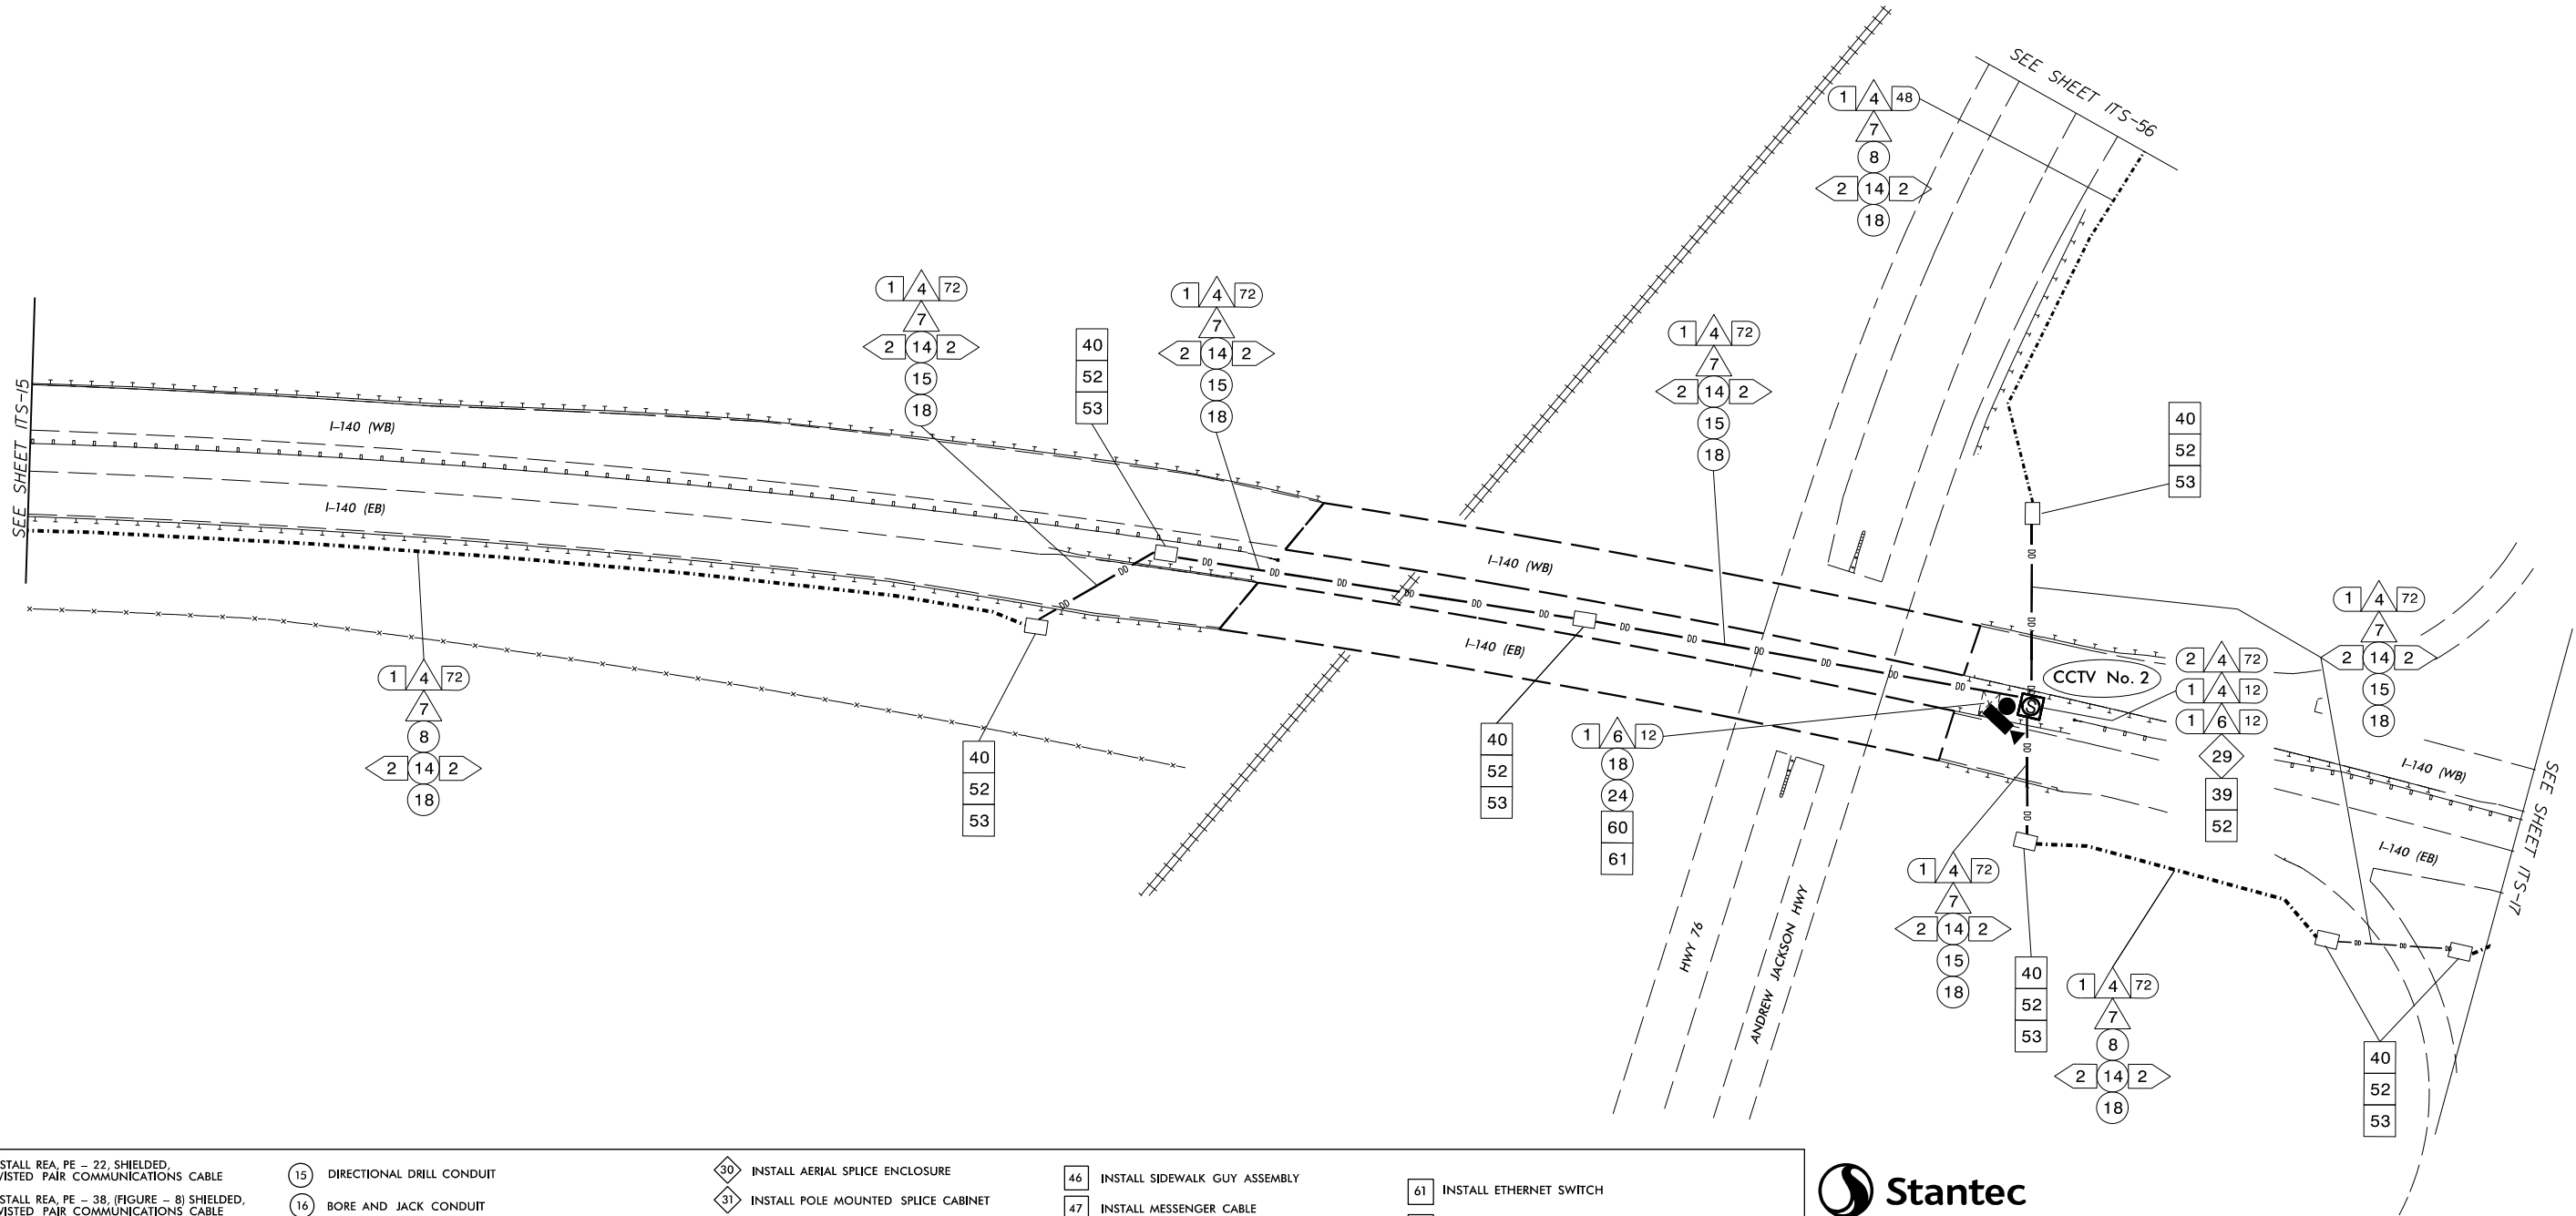 SEE SHEET ITS-56
1 4 48
7
8
2 14 2
18
1 4 72
7
2 14 2
15
18
1 4 72
7
2 14 2
15
18
40
52
53
1 4 72
7
2 14 2
15
18
SEE SHEET ITS-15
I-140 (WB)
I-140 (EB)
40
52
53
I-140 (WB)
I-140 (EB)
1 4 72
7
2 14 2
15
18
CCTV No. 2
S
2 4 72
1 4 12
1 6 12
29
39
52
1 4 72
7
8
2 14 2
18
40
52
53
40
52
53
1 6 12
18
24
60
61
I-140 (WB)
I-140 (EB)
SEE SHEET ITS-17
1 4 72
7
2 14 2
15
18
HWY 76
ANDREW JACKSON HWY
40
52
53
1 4 72
7
8
2 14 2
18
40
52
53
STALL REA, PE - 22, SHIELDED,
ISTED PAIR COMMUNICATIONS CABLE
STALL REA, PE - 38, (FIGURE - 8) SHIELDED,
ISTED PAIR COMMUNICATIONS CABLE
15 DIRECTIONAL DRILL CONDUIT
16 BORE AND JACK CONDUIT
30 INSTALL AERIAL SPLICE ENCLOSURE
31 INSTALL POLE MOUNTED SPLICE CABINET
46 INSTALL SIDEWALK GUY ASSEMBLY
47 INSTALL MESSENGER CABLE
61 INSTALL ETHERNET SWITCH
Stantec